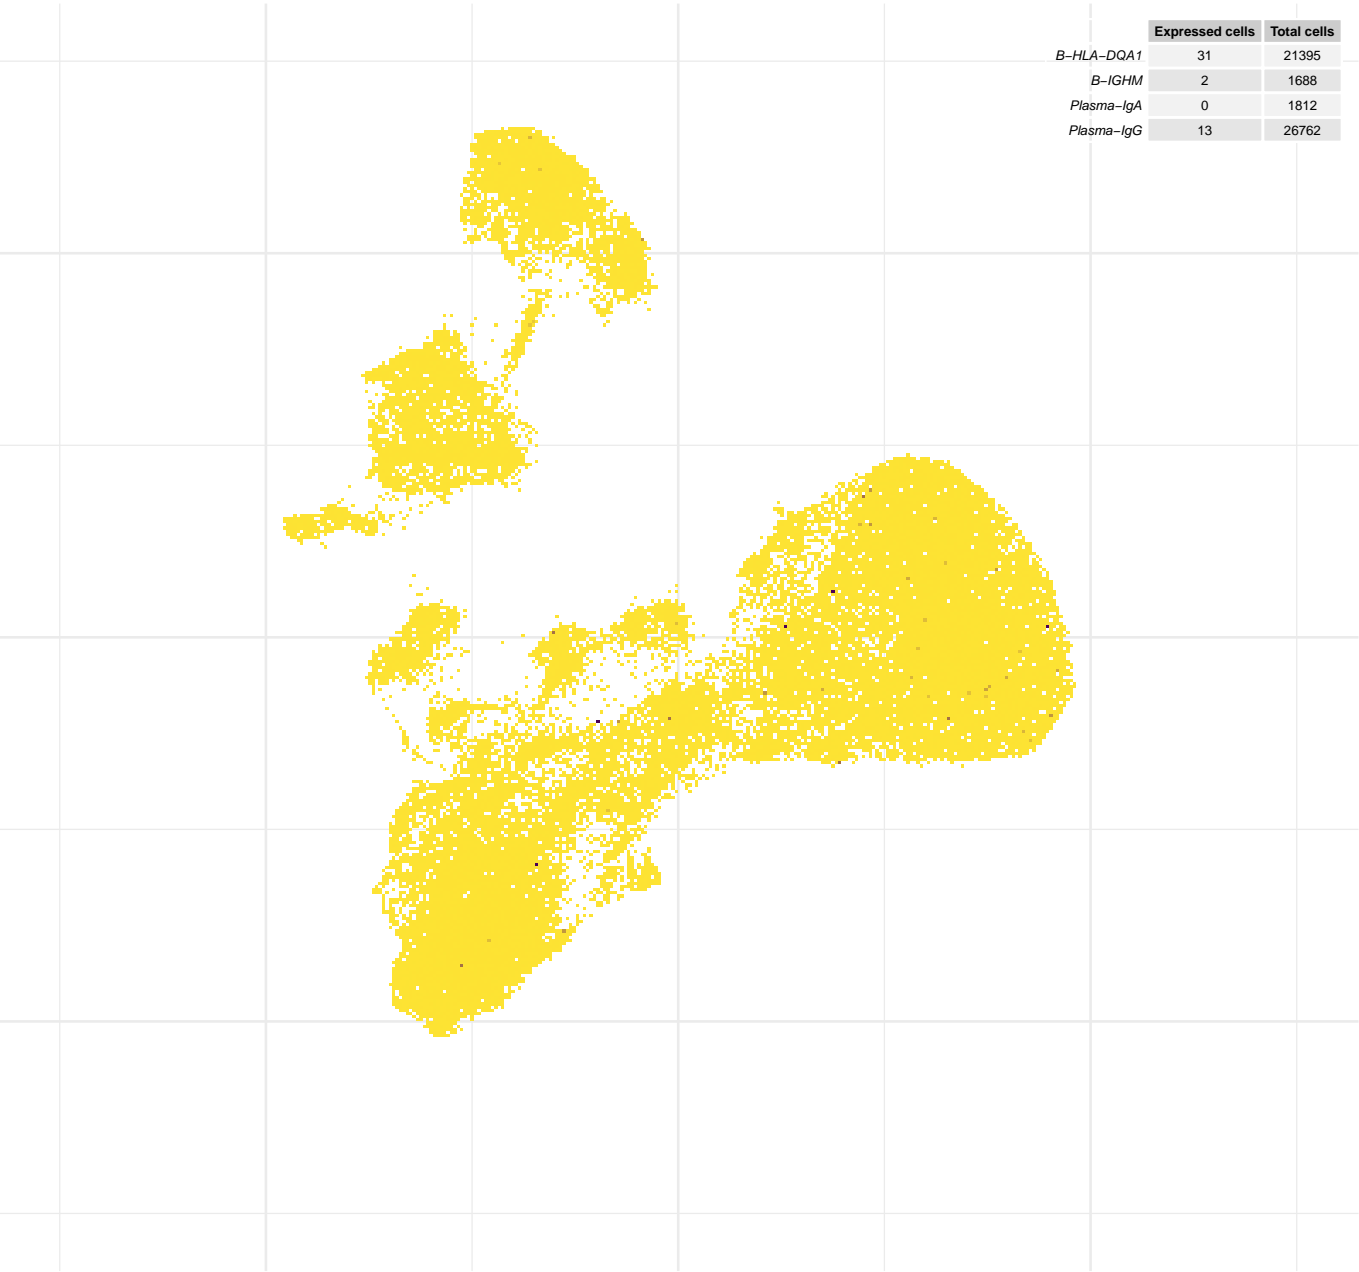 Expressed cells Total cells
B−HLA−DQA1 31 21395
B−IGHM 2 1688
Plasma−IgA 0 1812
Plasma−IgG 13 26762